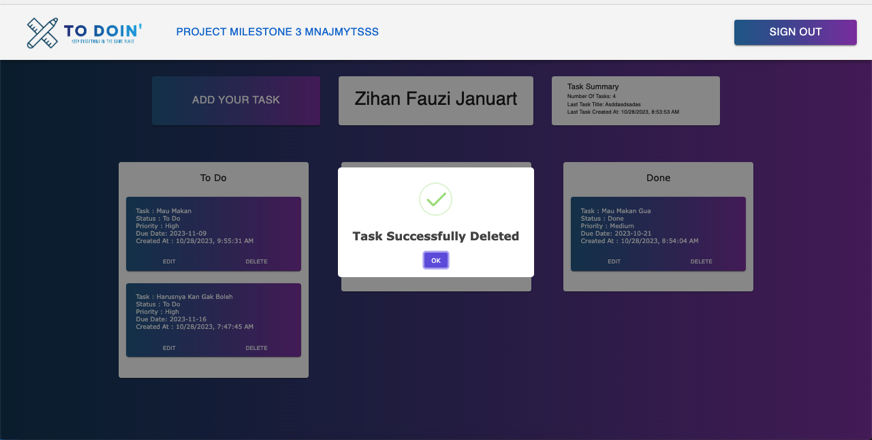 TO DOIN'
KEEP EVERYTHING IN THE SAME PLACE
PROJECT MILESTONE 3 MNAJMYTSSS
SIGN OUT
ADD YOUR TASK
Zihan Fauzi Januart
Task Summary
Number Of Tasks: 4
Last Task Title: Asddasdsadas
Last Task Created At: 10/28/2023, 8:53:53 AM
To Do
Task : Mau Makan
Status : To Do
Priority : High
Due Date: 2023-11-09
Created At : 10/28/2023, 9:55:31 AM
EDIT
DELETE
Task : Harusnya Kan Gak Boleh
Status : To Do
Priority : High
Due Date: 2023-11-16
Created At : 10/28/2023, 7:47:45 AM
EDIT
DELETE
Task Successfully Deleted
OK
Done
Task : Mau Makan Gua
Status : Done
Priority : Medium
Due Date: 2023-10-21
Created At : 10/28/2023, 8:54:04 AM
EDIT
DELETE